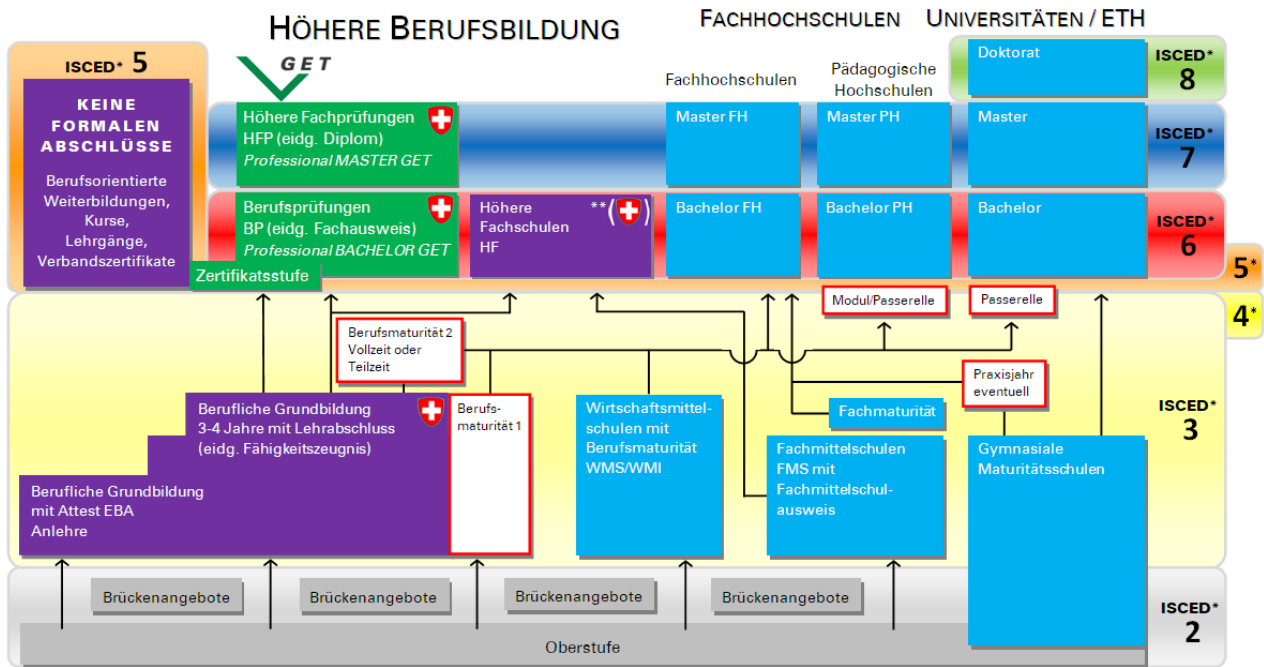 HÖHERE BERUFSBILDUNG
FACHHOCHSCHULEN
UNIVERSITÄTEN / ETH
ISCED* 5
KEINE
FORMALEN
ABSCHLÜSSE
Berufsorientierte
Weiterbildungen,
Kurse,
Lehrgänge,
Verbandszertifikate
GET
Fachhochschulen
Pädagogische
Hochschulen
Doktorat
ISCED*
8
Höhere Fachprüfungen
HFP (eidg. Diplom)
Professional MASTER GET
Master FH
Master PH
Master
ISCED*
7
Berufsprüfungen
BP (eidg. Fachausweis)
Professional BACHELOR GET
Zertifikatsstufe
Höhere
Fachschulen
HF
**( )
Bachelor FH
Bachelor PH
Bachelor
ISCED*
6
5*
4*
Modul/Passerelle
Passerelle
Berufsmaturität 2
Vollzeit oder
Teilzeit
Praxisjahr
eventuell
Berufliche Grundbildung
3-4 Jahre mit Lehrabschluss
(eidg. Fähigkeitszeugnis)
Berufs-
maturität 1
Wirtschaftsmittel-
schulen mit
Berufsmaturität
WMS/WMI
Fachmaturität
Fachmittelschulen
FMS mit
Fachmittelschul-
ausweis
Gymnasiale
Maturitätsschulen
ISCED*
3
Berufliche Grundbildung
mit Attest EBA
Anlehre
Brückenangebote
Brückenangebote
Brückenangebote
Brückenangebote
Oberstufe
ISCED*
2